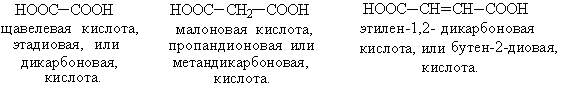 HOOC—COOH
щавелевая кислота,
этадиовая, или
дикарбоновая,
кислота.
HOOC—CH₂—COOH
малоновая кислота,
пропандионовая или
метандикарбоновая,
кислота.
HOOC—CH=CH—COOH
этилен-1,2- дикарбоновая
кислота, или бутен-2-диовая,
кислота.